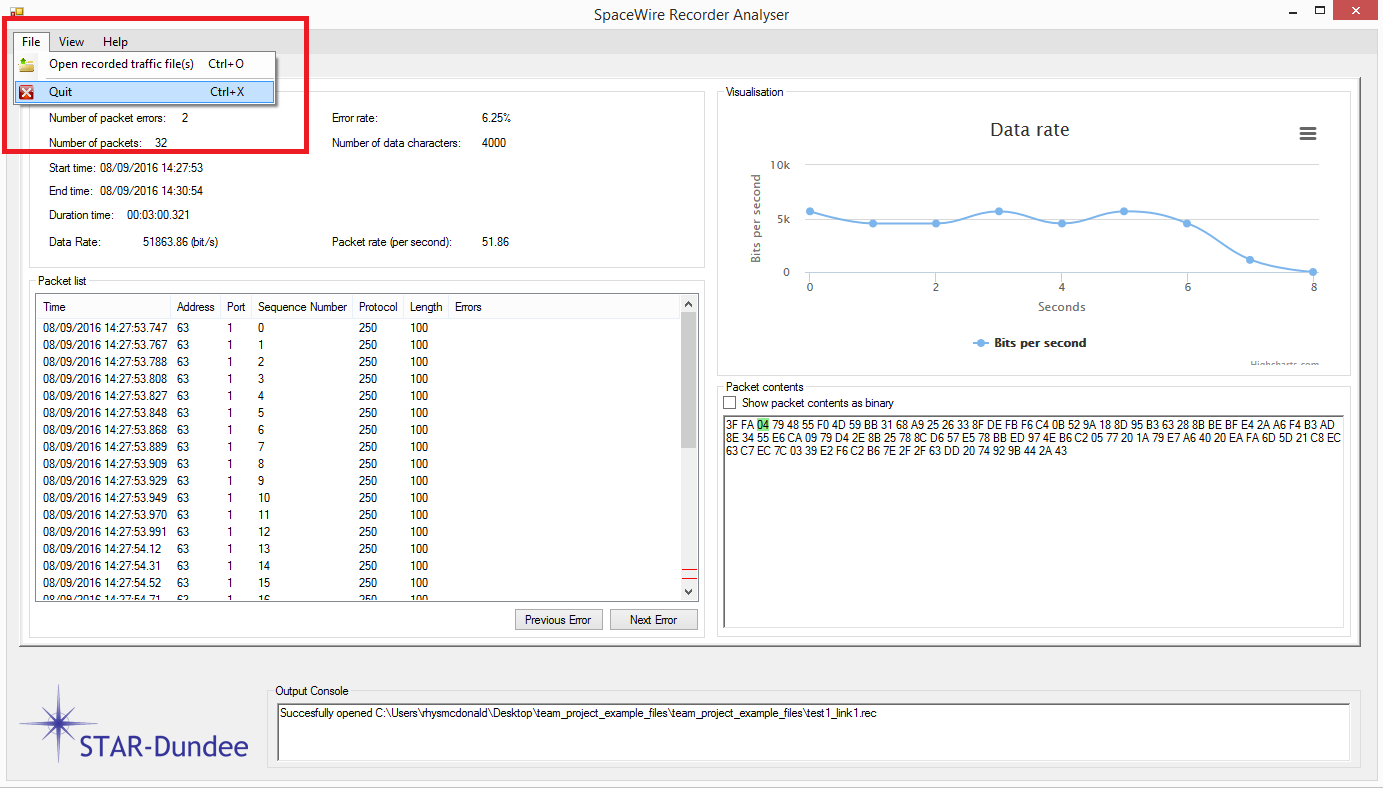 SpaceWire Recorder Analyser
File View Help
Open recorded traffic file(s) Ctrl+O
Quit Ctrl+X
Number of packet errors: 2 Error rate: 6.25%
Number of packets: 32 Number of data characters: 4000
Start time: 08/09/2016 14:27:53
End time: 08/09/2016 14:30:54
Duration time: 00:03:00.321
Data Rate: 51863.86 (bit/s) Packet rate (per second): 51.86
Packet list
Time Address Port Sequence Number Protocol Length Errors
08/09/2016 14:27:53.747 63 1 0 250 100
08/09/2016 14:27:53.767 63 1 1 250 100
08/09/2016 14:27:53.788 63 1 2 250 100
08/09/2016 14:27:53.808 63 1 3 250 100
08/09/2016 14:27:53.827 63 1 4 250 100
08/09/2016 14:27:53.848 63 1 5 250 100
08/09/2016 14:27:53.868 63 1 6 250 100
08/09/2016 14:27:53.889 63 1 7 250 100
08/09/2016 14:27:53.909 63 1 8 250 100
08/09/2016 14:27:53.929 63 1 9 250 100
08/09/2016 14:27:53.949 63 1 10 250 100
08/09/2016 14:27:53.970 63 1 11 250 100
08/09/2016 14:27:53.991 63 1 12 250 100
08/09/2016 14:27:54.12 63 1 13 250 100
08/09/2016 14:27:54.31 63 1 14 250 100
08/09/2016 14:27:54.52 63 1 15 250 100
08/09/2016 14:27:54.71 63 1 16 250 100
Previous Error Next Error
Visualisation
Data rate
Bits per second
10k
5k
0
0 2 4 6 8
Seconds
Bits per second
Highcharts.com
Packet contents
Show packet contents as binary
3F FA 04 79 48 55 F0 4D 59 BB 31 68 A9 25 26 33 8F DE FB F6 C4 0B 52 9A 18 8D 95 B3 63 28 8B BE BF E4 2A A6 F4 B3 AD
8E 34 55 E6 CA 09 79 D4 2E 8B 25 78 8C D6 57 E5 78 BB ED 97 4E B6 C2 05 77 20 1A 79 E7 A6 40 20 EA FA 6D 5D 21 C8 EC
63 C7 EC 7C 03 39 E2 F6 C2 B6 7E 2F 2F 63 DD 20 74 92 9B 44 2A 43
STAR-Dundee
Output Console
Succesfully opened C:\Users\rhysmcdonald\Desktop\team_project_example_files\team_project_example_files\test1_link1.rec